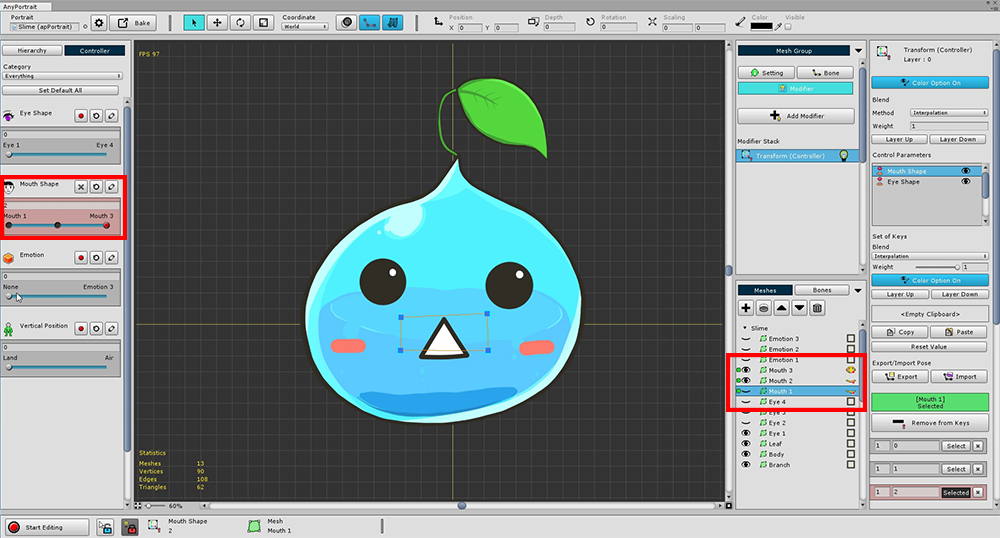 AnyPortrait
Portrait
Slime (apPortrait)
Bake
Coordinate
World
Position
X 0 Y 0
Depth
0
Rotation
0
Scaling
X 0 Y 0
Color
Visible
Hierarchy
Controller
Category
Everything
Set Default All
Eye Shape
0
Eye 1 Eye 4
Mouth Shape
2
Mouth 1 Mouth 3
Emotion
0
None Emotion 3
Vertical Position
0
Land Air
FPS 97
Statistics
Meshes 13
Vertices 90
Edges 108
Triangles 62
60%
Mesh Group
Setting
Bone
Modifier
Add Modifier
Modifier Stack
Transform (Controller)
Meshes
Bones
Slime
Emotion 3
Emotion 2
Emotion 1
Mouth 3
Mouth 2
Mouth 1
Eye 4
Eye 3
Eye 2
Eye 1
Leaf
Body
Branch
Transform (Controller)
Layer : 0
Color Option On
Blend
Method Interpolation
Weight 1
Layer Up
Layer Down
Control Parameters
Mouth Shape
Eye Shape
Set of Keys
Blend
Interpolation
Weight 1
Color Option On
Layer Up
Layer Down
<Empty Clipboard>
Copy
Paste
Reset Value
Export/Import Pose
Export
Import
[Mouth 1]
Selected
Remove from Keys
1 0 Select
1 1 Select
1 2 Selected
Start Editing
Mouth Shape
2
Mesh
Mouth 1